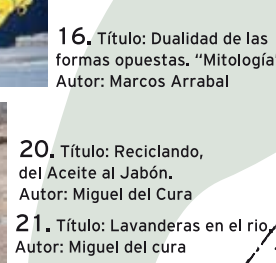 16. Título: Dualidad de las
formas opuestas. “Mitología”
Autor: Marcos Arrabal
20. Título: Reciclando,
del Aceite al Jabón.
Autor: Miguel del Cura
21. Título: Lavanderas en el rio.
Autor: Miguel del cura